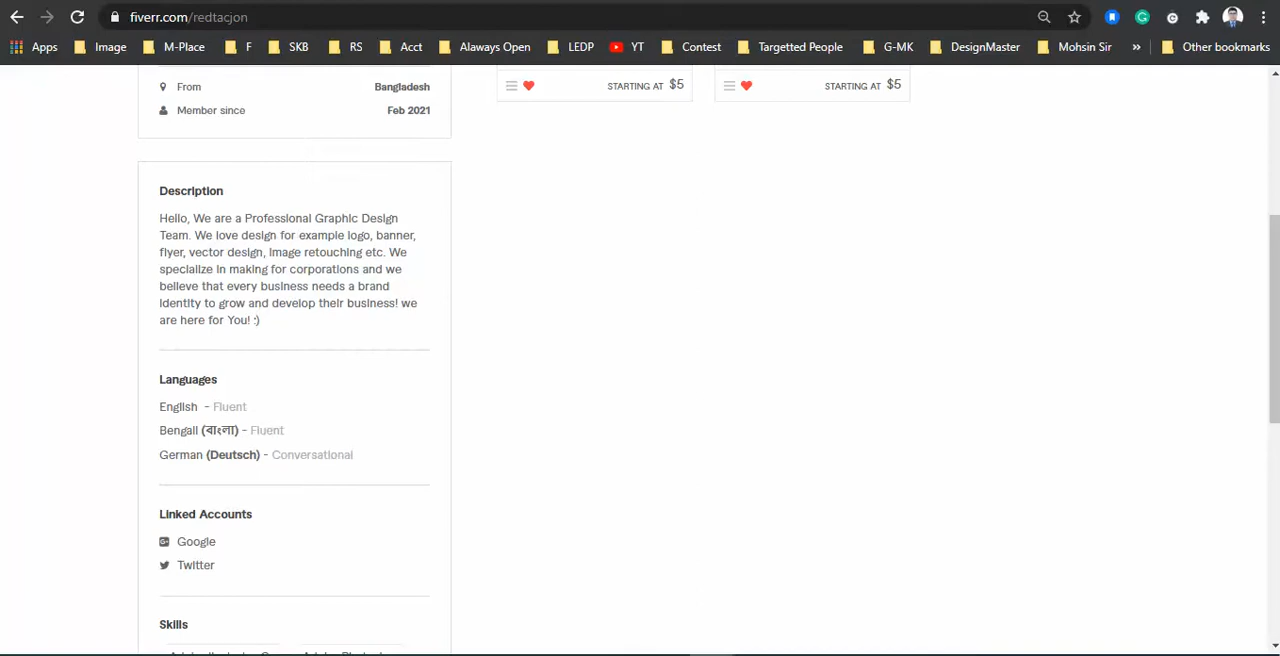 fiverr.com/redtacjon
Apps Image M-Place F SKB RS Acct Alaways Open LEDP YT Contest Targetted People G-MK DesignMaster Mohsin Sir » Other bookmarks
From Bangladesh
Member since Feb 2021
STARTING AT $5
STARTING AT $5
Description
Hello, We are a Professional Graphic Design
Team. We love design for example logo, banner,
flyer, vector design, image retouching etc. We
specialize in making for corporations and we
believe that every business needs a brand
identity to grow and develop their business! we
are here for You! :)
Languages
English - Fluent
Bengali (বাংলা) - Fluent
German (Deutsch) - Conversational
Linked Accounts
Google
Twitter
Skills